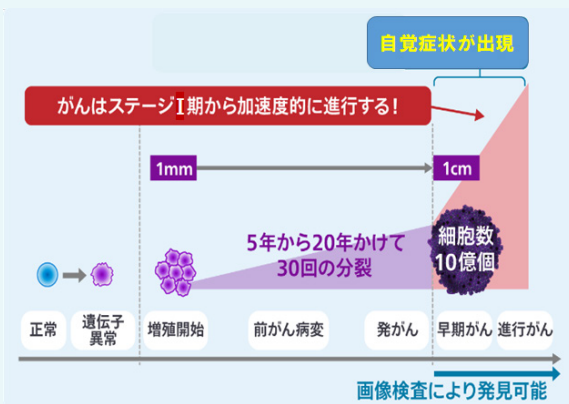 自覚症状が出現
がんはステージI期から加速度的に進行する！
1mm
1cm
5年から20年かけて
30回の分裂
細胞数
10億個
正常
遺伝子
異常
増殖開始
前がん病変
発がん
早期がん
進行がん
画像検査により発見可能